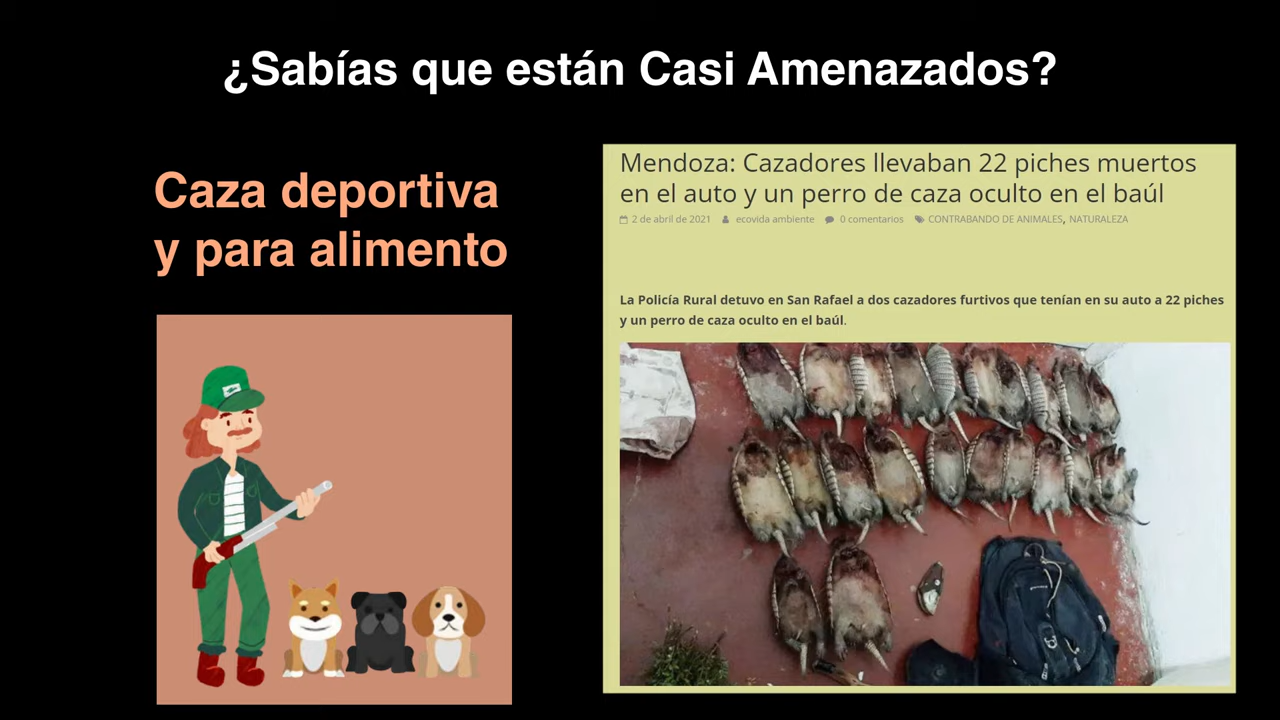 ¿Sabías que están Casi Amenazados?
Caza deportiva
y para alimento
Mendoza: Cazadores llevaban 22 piches muertos
en el auto y un perro de caza oculto en el baúl
2 de abril de 2021 ecovida ambiente 0 comentarios CONTRABANDO DE ANIMALES, NATURALEZA
La Policía Rural detuvo en San Rafael a dos cazadores furtivos que tenían en su auto a 22 piches
y un perro de caza oculto en el baúl.